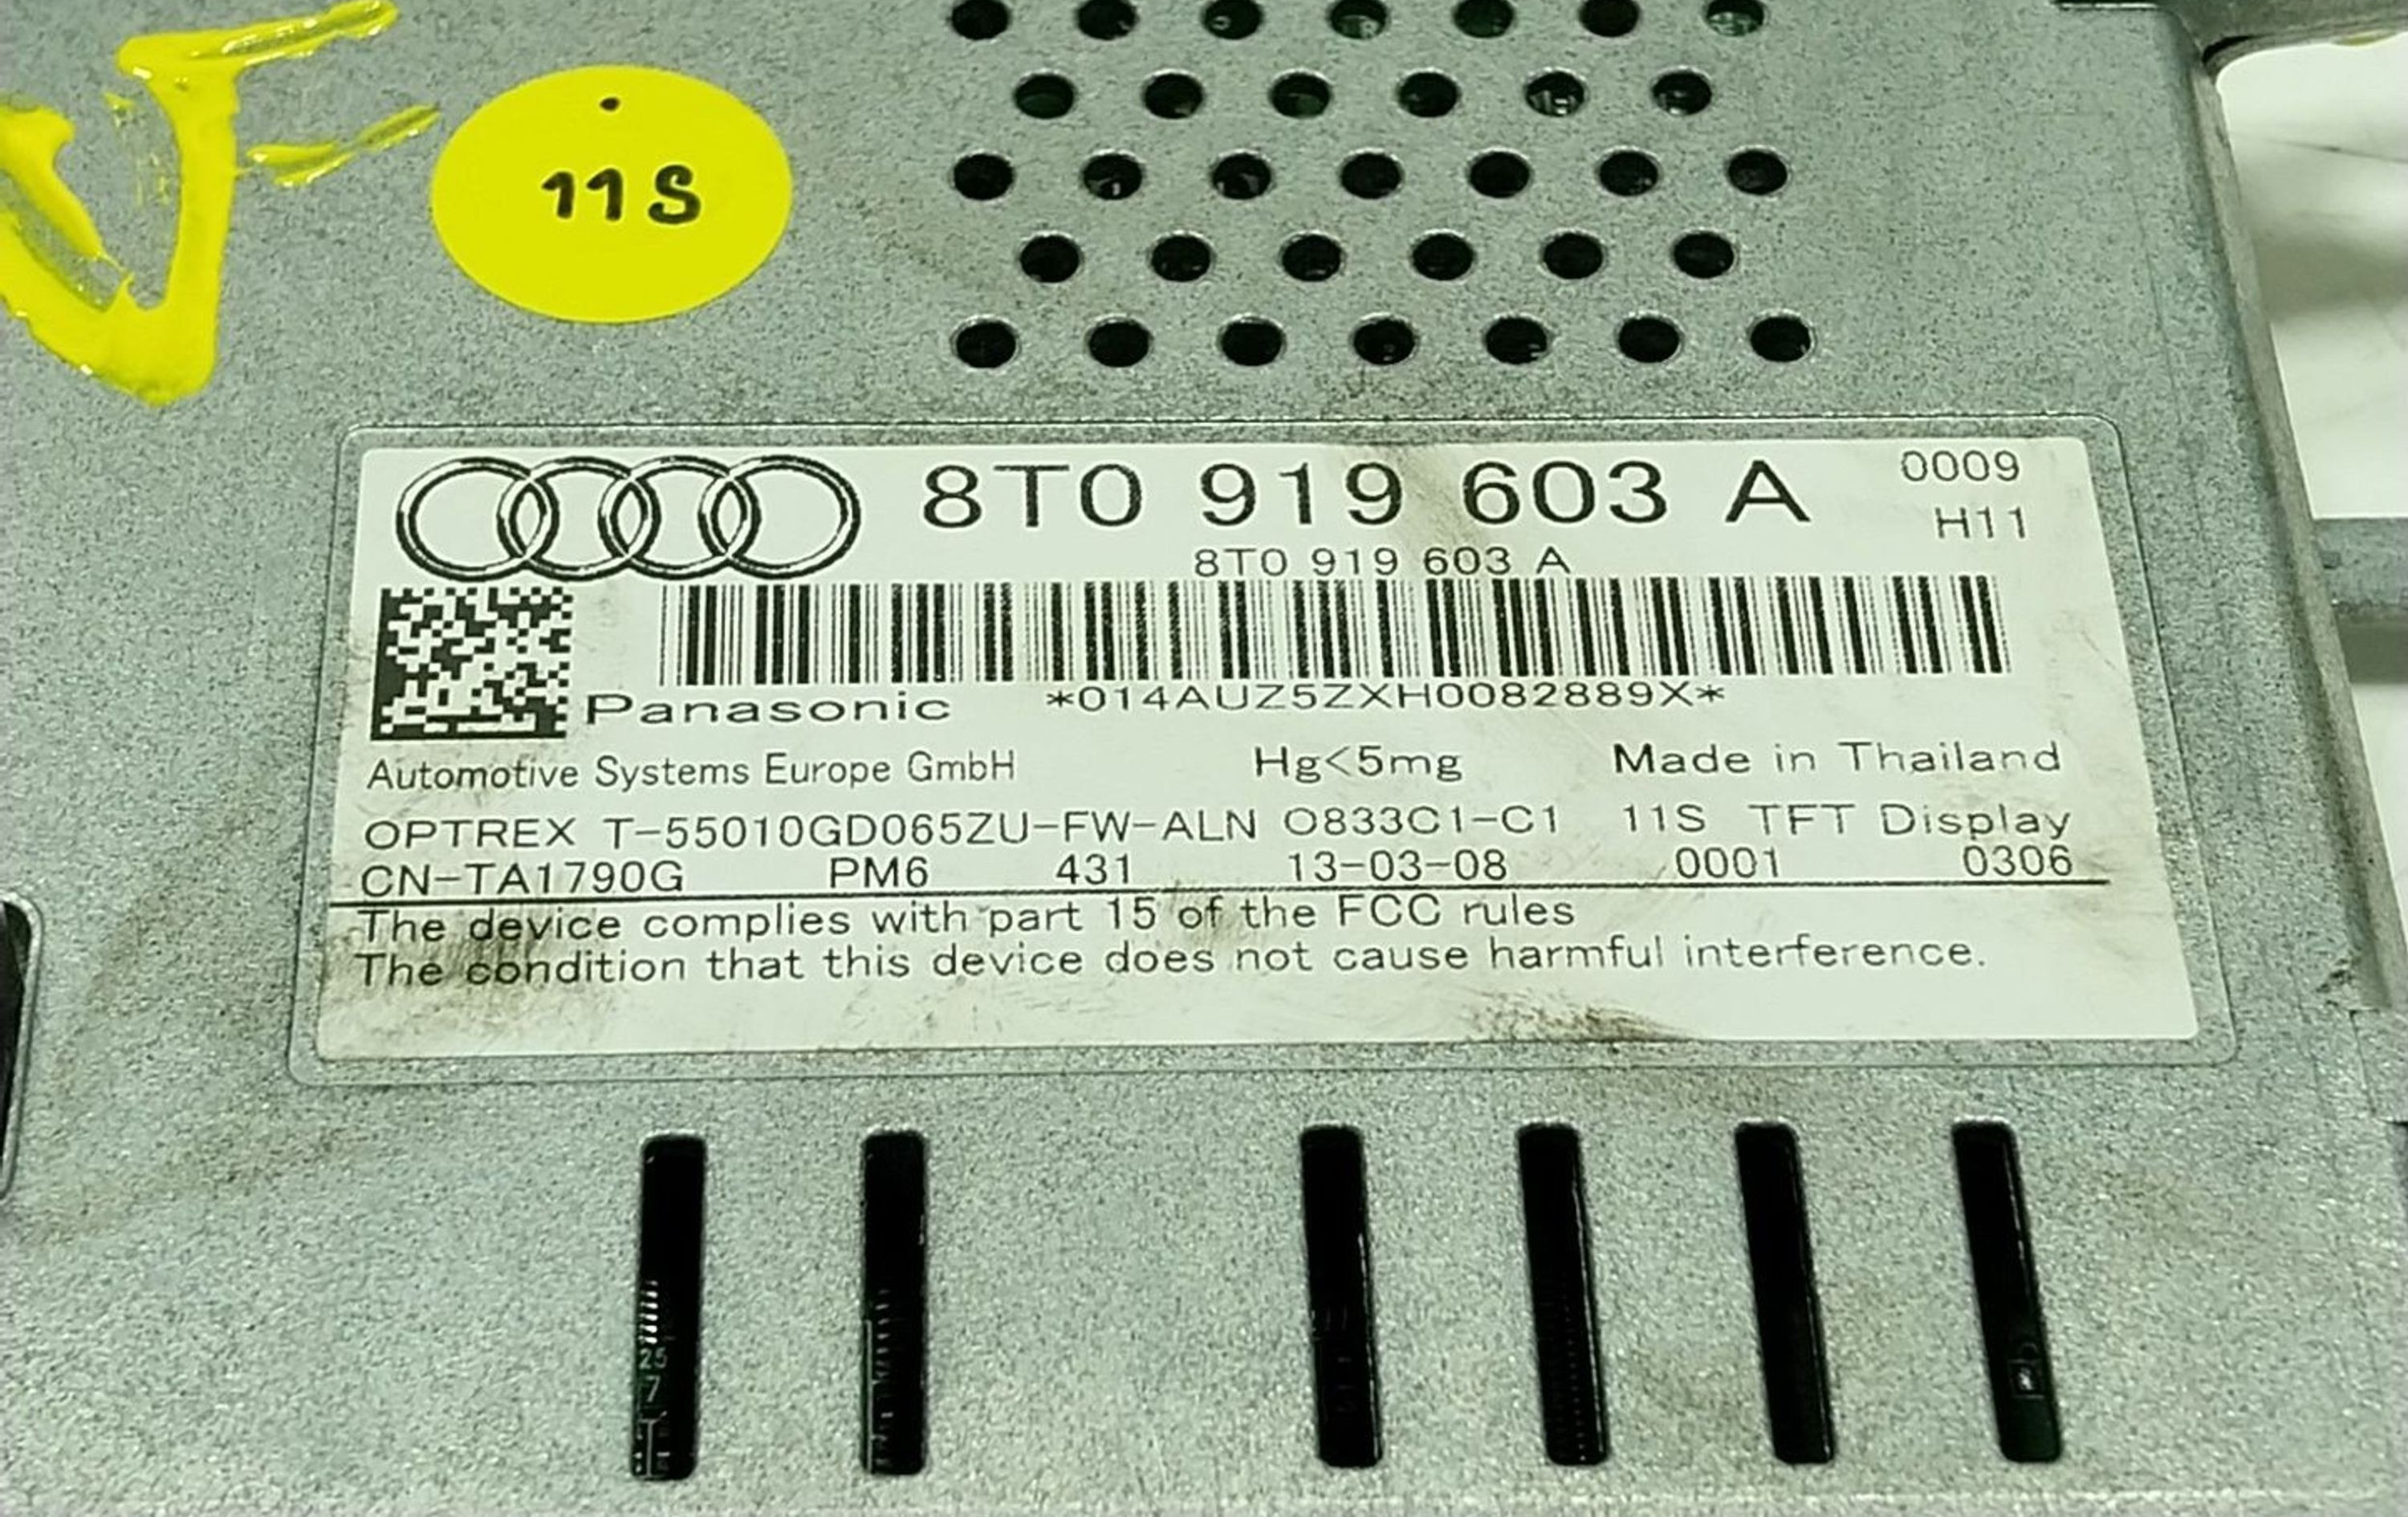 11S
8T0 919 603 A
0009
H11
8T0 919 603 A
Panasonic
*014AUZ5ZXH0082889X*
Automotive Systems Europe GmbH Hg<5mg Made in Thailand
OPTREX T-55010GD065ZU-FW-ALN O833C1-C1 11S TFT Display
CN-TA1790G PM6 431 13-03-08 0001 0306
The device complies with part 15 of the FCC rules
The condition that this device does not cause harmful interference.